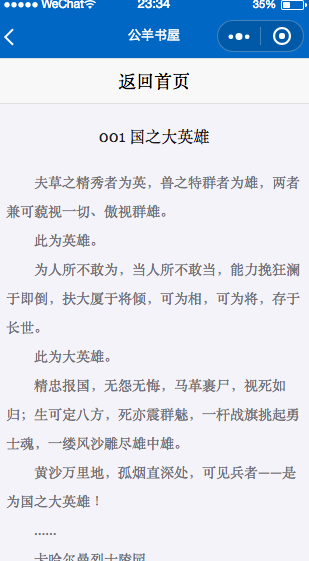 ●●●●● WeChat 23:34 35%
公羊书屋
返回首页
001 国之大英雄
夫草之精秀者为英，兽之特群者为雄，两者
兼可藐视一切、傲视群雄。
此为英雄。
为人所不敢为，当人所不敢当，能力挽狂澜
于即倒，扶大厦于将倾，可为相，可为将，存于
长世。
此为大英雄。
精忠报国，无怨无悔，马革裹尸，视死如
归；生可定八方，死亦震群魅，一杆战旗挑起勇
士魂，一缕风沙雕尽雄中雄。
黄沙万里地，孤烟直深处，可见兵者——是
为国之大英雄！
......
卡哈尔曼烈士陵园